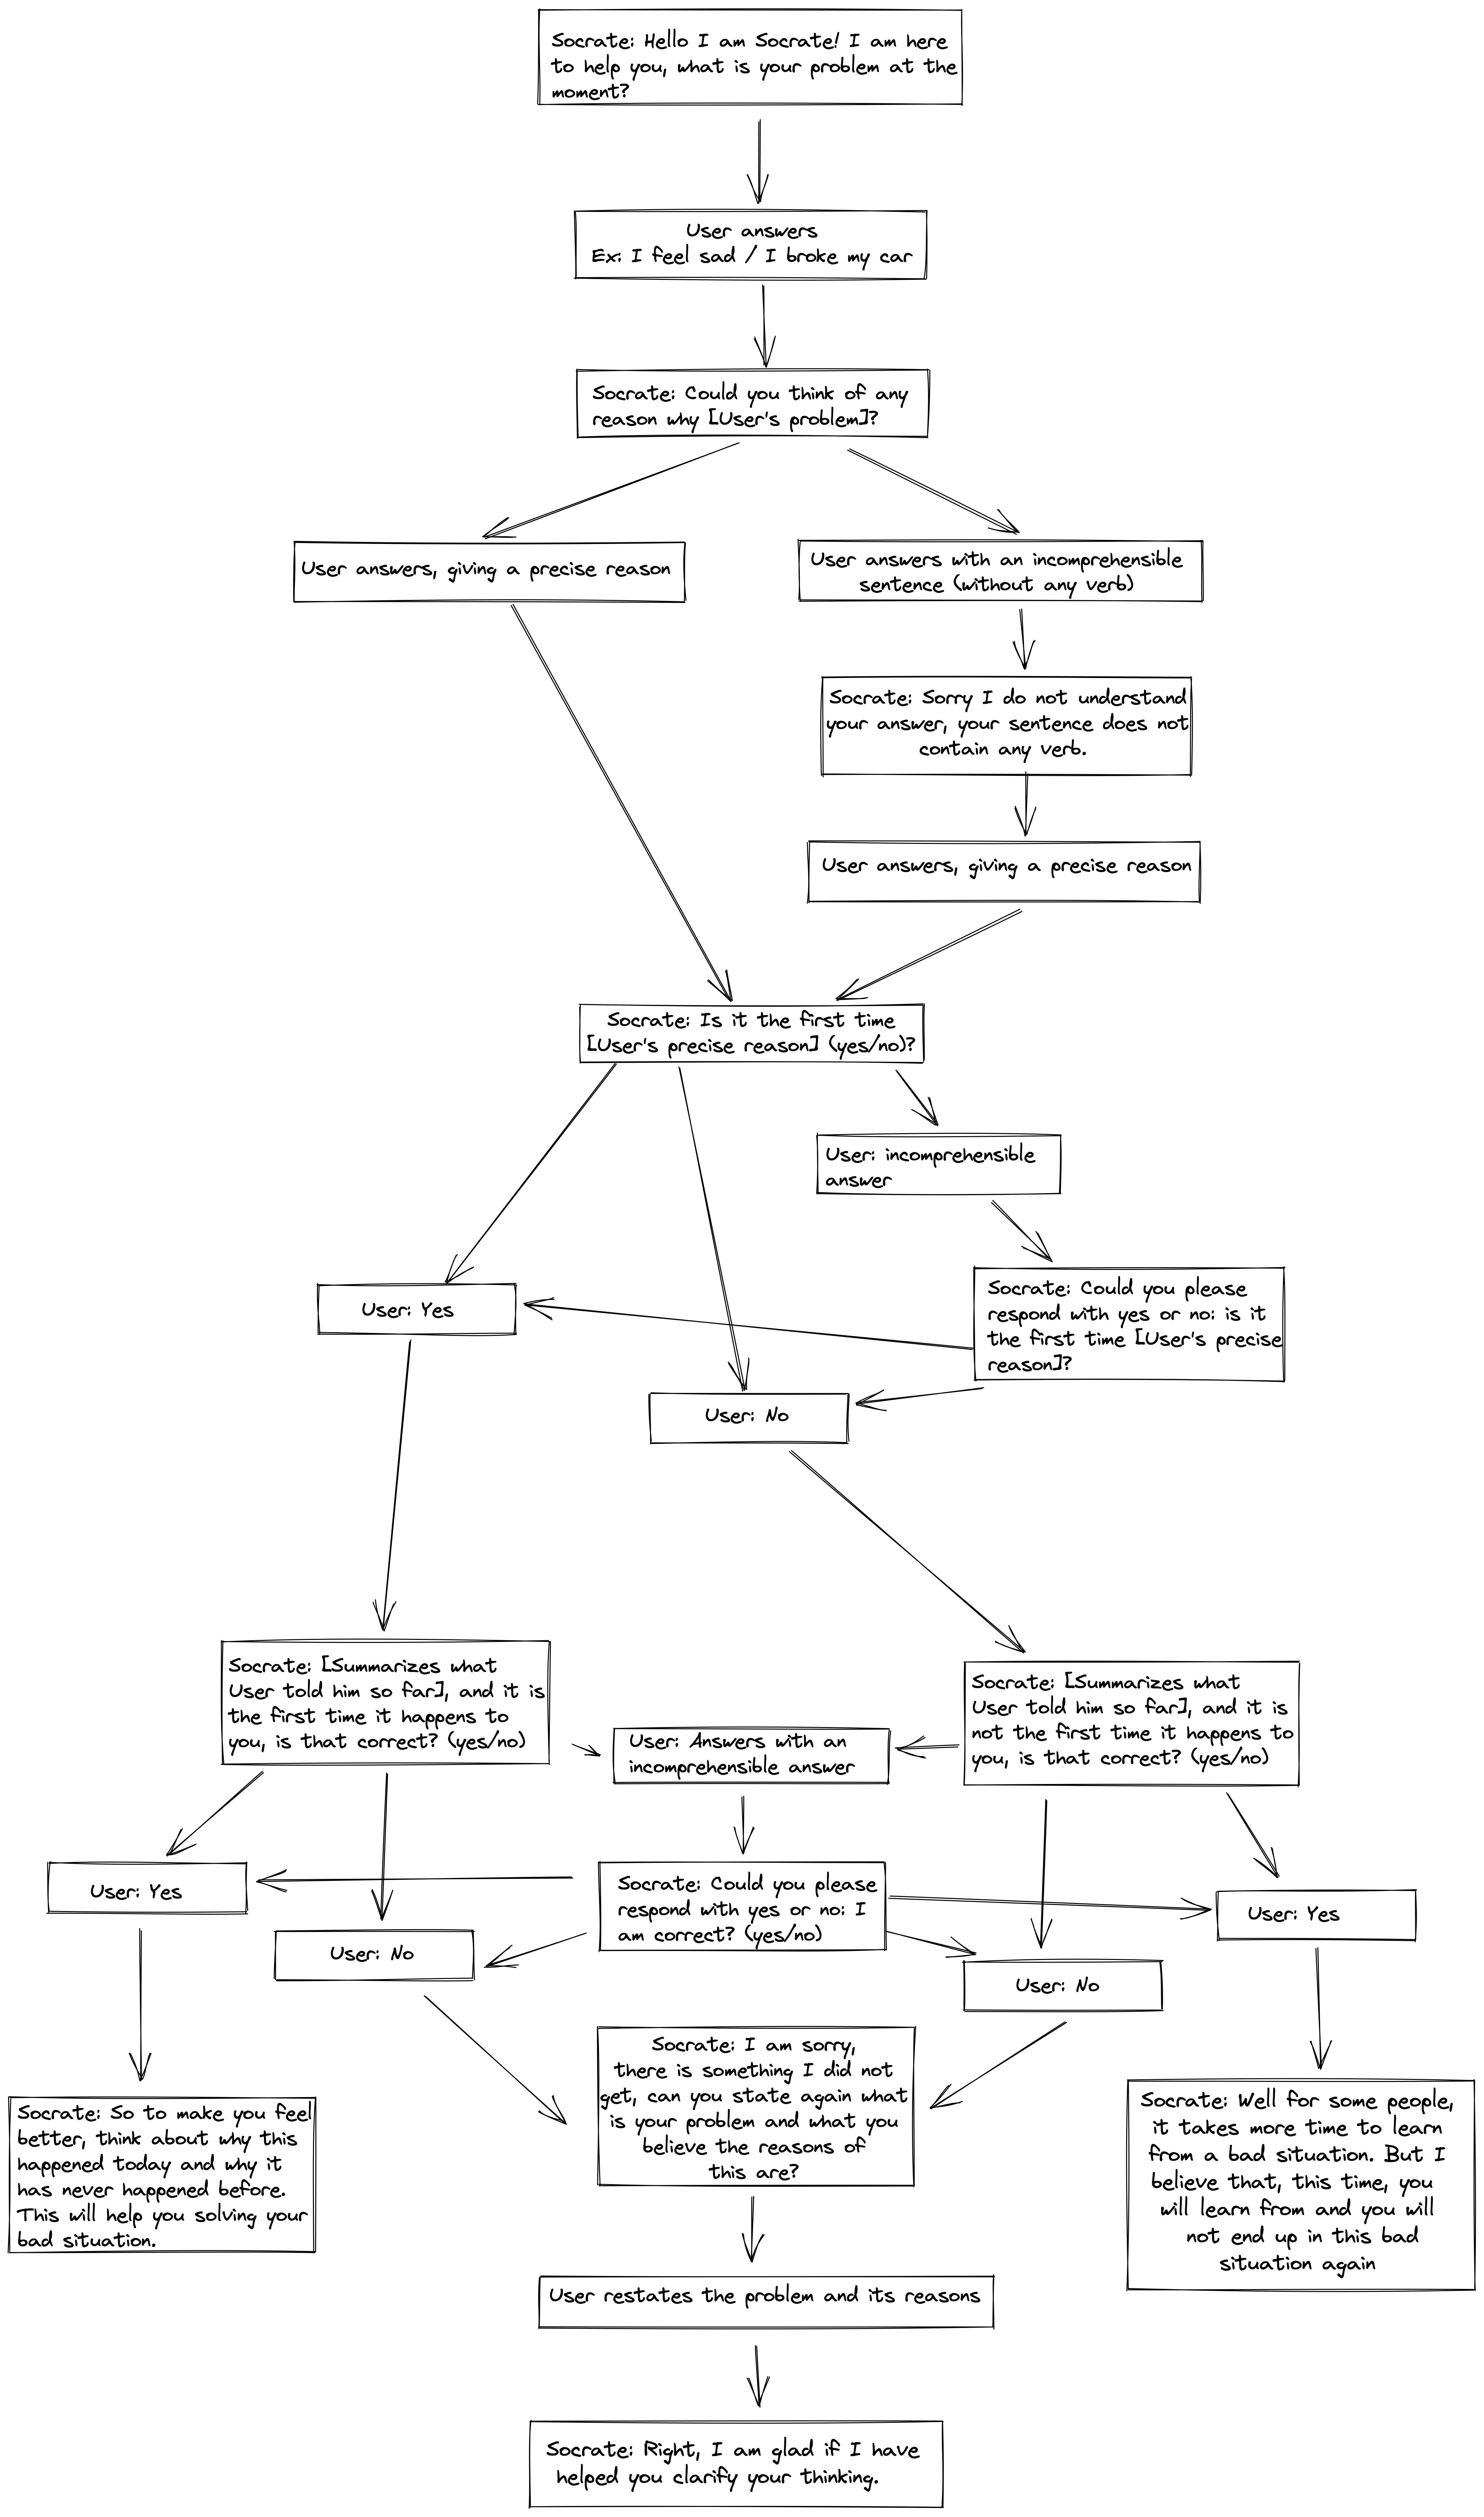 Socrate: Hello I am Socrate! I am here
to help you, what is your problem at the
moment?
User answers
Ex: I feel sad / I broke my car
Socrate: Could you think of any
reason why [User's problem]?
User answers, giving a precise reason
User answers with an incomprehensible
sentence (without any verb)
Socrate: Sorry I do not understand
your answer, your sentence does not
contain any verb.
User answers, giving a precise reason
Socrate: Is it the first time
[User's precise reason] (yes/no)?
User: incomprehensible
answer
Socrate: Could you please
respond with yes or no: is it
the first time [User's precise
reason]?
User: Yes
User: No
Socrate: [Summarizes what
User told him so far], and it is
the first time it happens to
you, is that correct? (yes/no)
User: Answers with an
incomprehensible answer
Socrate: [Summarizes what
User told him so far], and it is
not the first time it happens to
you, is that correct? (yes/no)
User: Yes
User: No
Socrate: Could you please
respond with yes or no: I
am correct? (yes/no)
User: No
User: Yes
Socrate: So to make you feel
better, think about why this
happened today and why it
has never happened before.
This will help you solving your
bad situation.
Socrate: I am sorry,
there is something I did not
get, can you state again what
is your problem and what you
believe the reasons of
this are?
Socrate: Well for some people,
it takes more time to learn
from a bad situation. But I
believe that, this time, you
will learn from and you will
not end up in this bad
situation again
User restates the problem and its reasons
Socrate: Right, I am glad if I have
helped you clarify your thinking.